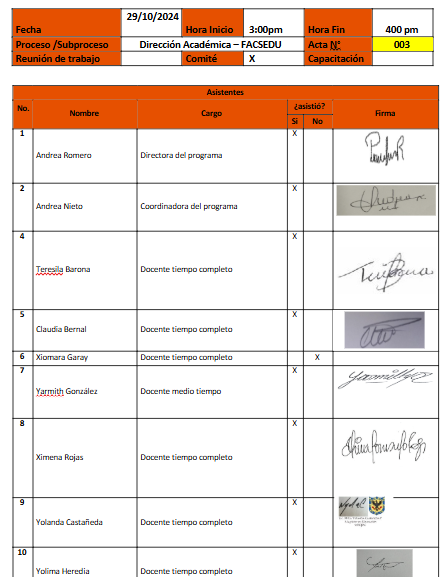 29/10/2024
Fecha Hora Inicio 3:00pm Hora Fin 400 pm
Proceso /Subproceso Dirección Académica – FACSEDU Acta N° 003
Reunión de trabajo Comité X Capacitación
Asistentes
No. Nombre Cargo ¿asistió? Firma
Si No
1 Andrea Romero Directora del programa X
2 Andrea Nieto Coordinadora del programa X
4 Teresila Barona Docente tiempo completo X
5 Claudia Bernal Docente tiempo completo X
6 Xiomara Garay Docente tiempo completo X
7 Yarmith González Docente medio tiempo X
8 Ximena Rojas Docente tiempo completo X
9 Yolanda Castañeda Docente tiempo completo X
10 Yolima Heredia Docente tiempo completo X